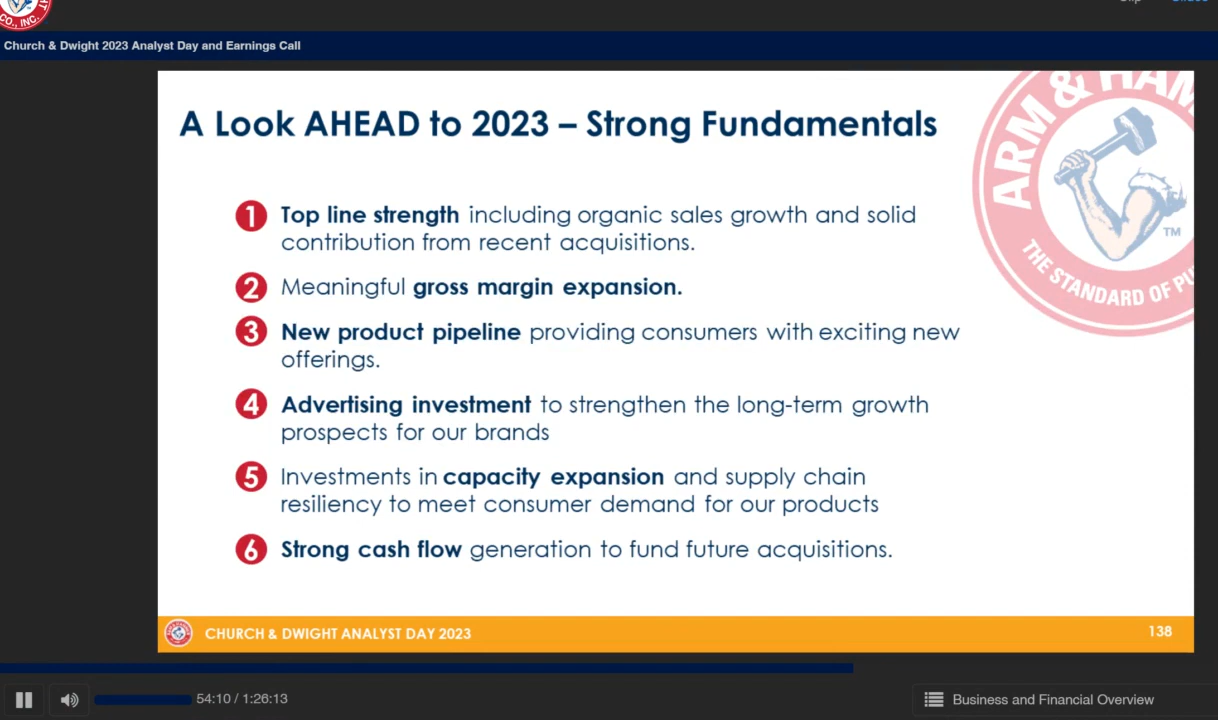 CO., INC.
Church & Dwight 2023 Analyst Day and Earnings Call
A Look AHEAD to 2023 – Strong Fundamentals
ARM & HAM
THE STANDARD OF PU
TM
1 Top line strength including organic sales growth and solid
contribution from recent acquisitions.
2 Meaningful gross margin expansion.
3 New product pipeline providing consumers with exciting new
offerings.
4 Advertising investment to strengthen the long-term growth
prospects for our brands
5 Investments in capacity expansion and supply chain
resiliency to meet consumer demand for our products
6 Strong cash flow generation to fund future acquisitions.
CHURCH & DWIGHT ANALYST DAY 2023
138
54:10 / 1:26:13
Business and Financial Overview